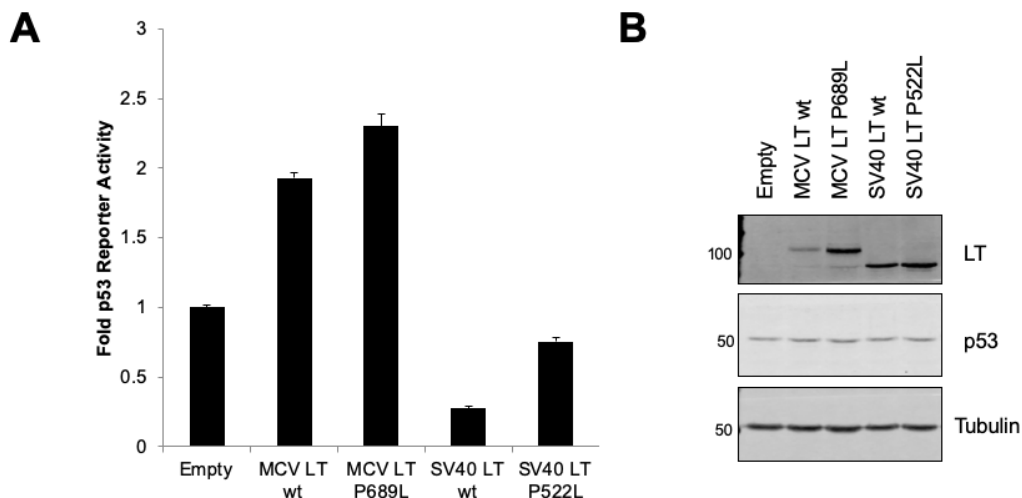 A
Fold p53 Reporter Activity
3
2.5
2
1.5
1
0.5
0
Empty
MCV LT
wt
MCV LT
P689L
SV40 LT
wt
SV40 LT
P522L
B
Empty
MCV LT wt
MCV LT P689L
SV40 LT wt
SV40 LT P522L
100
LT
50
p53
50
Tubulin